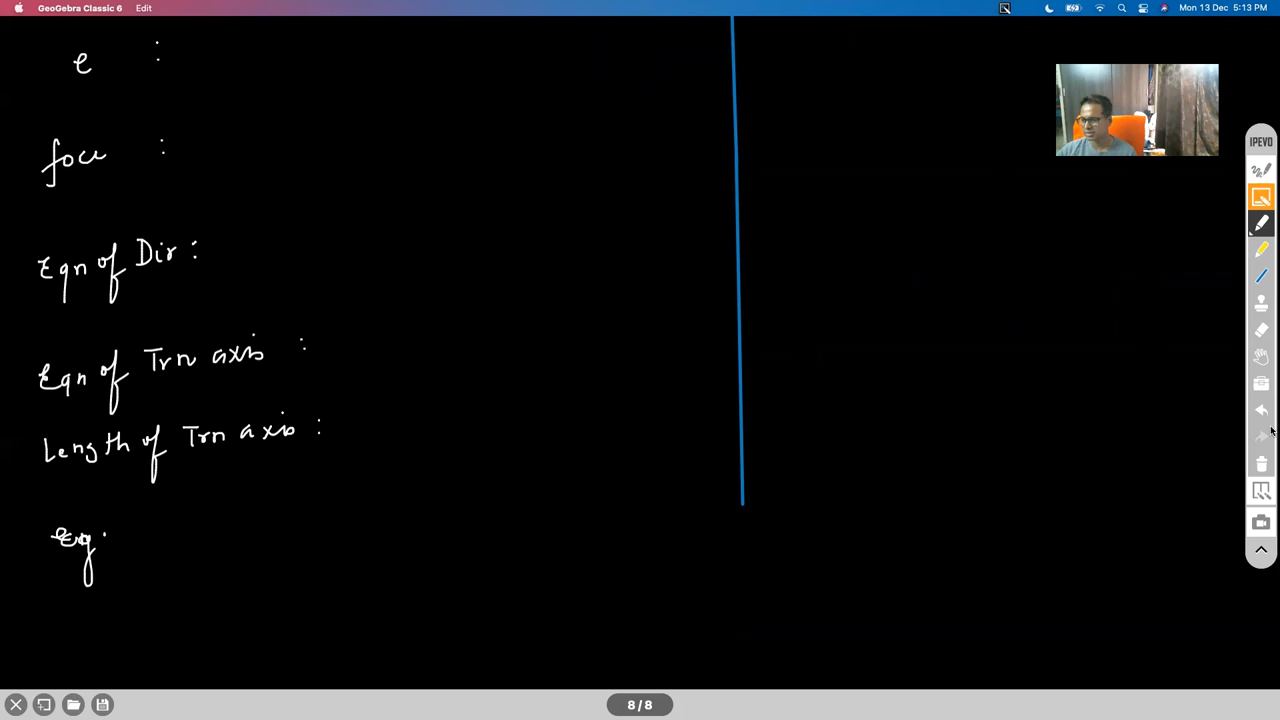 GeoGebra Classic 6 Edit Mon 13 Dec 5:13 PM
IPEVO
e :
foci :
Eqn of Dir :
Eqn of Trn axis :
Length of Trn axis :
8 / 8